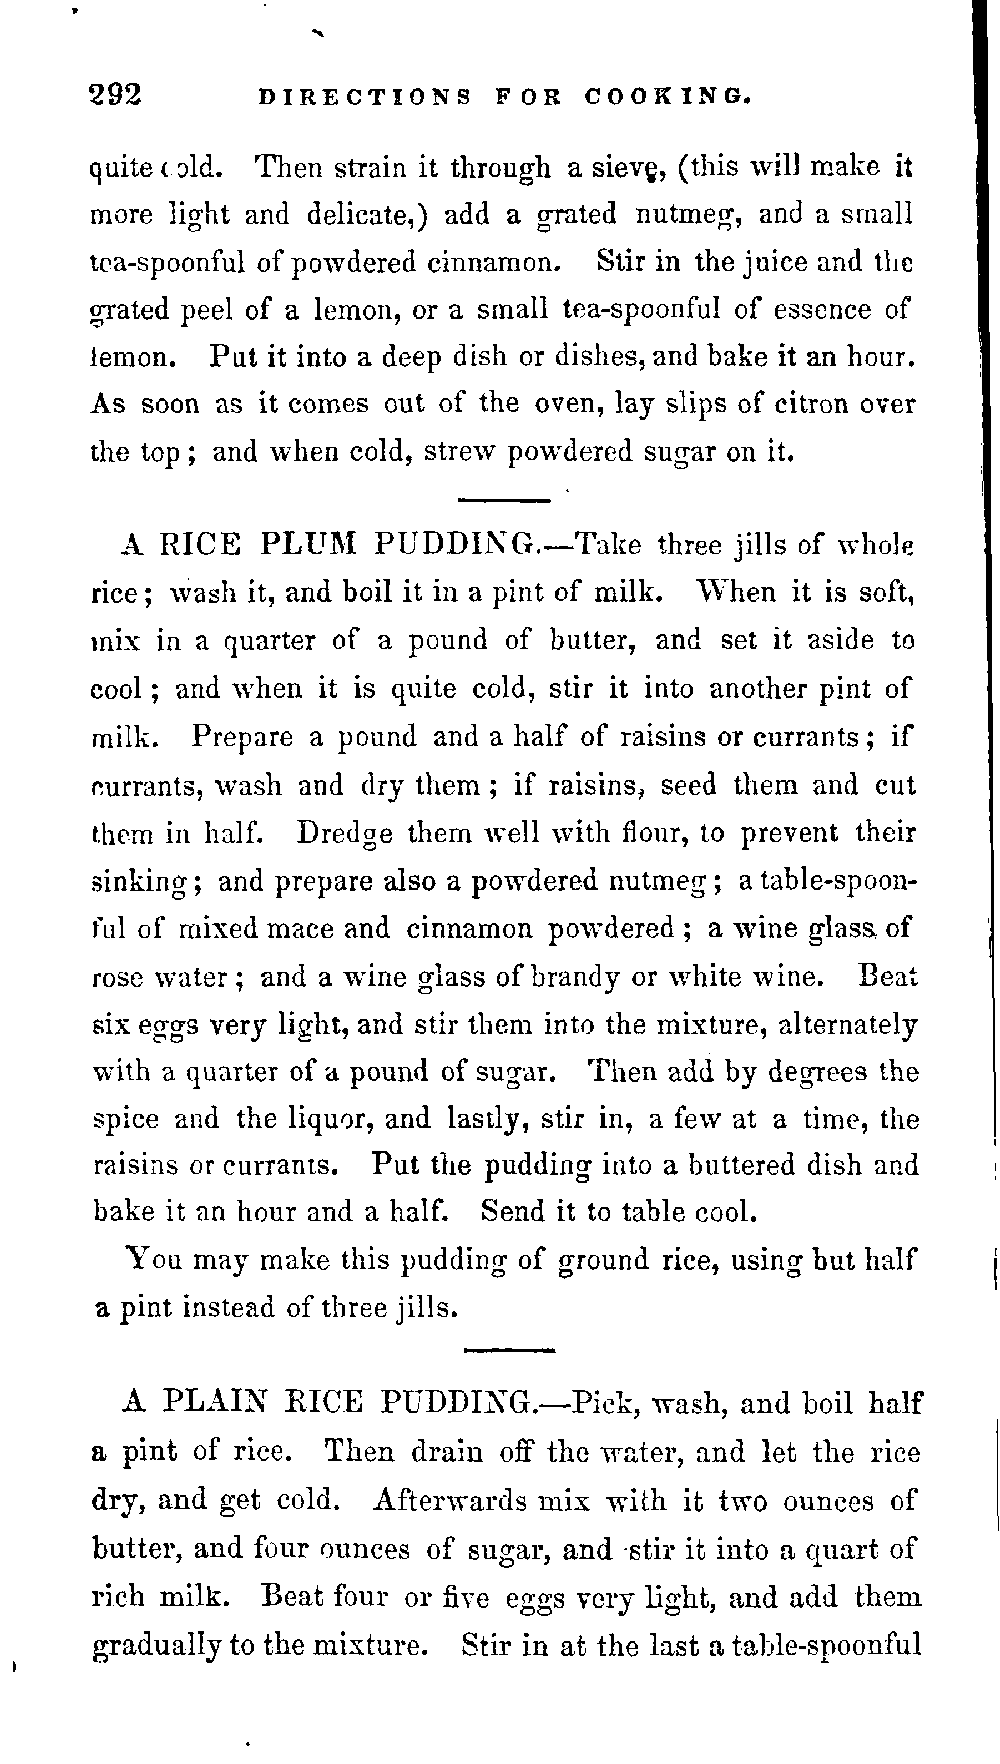 292 DIRECTIONS FOR COOKING.
quite cold. Then strain it through a sieve, (this will make it
more light and delicate,) add a grated nutmeg, and a small
tea-spoonful of powdered cinnamon. Stir in the juice and the
grated peel of a lemon, or a small tea-spoonful of essence of
lemon. Put it into a deep dish or dishes, and bake it an hour.
As soon as it comes out of the oven, lay slips of citron over
the top; and when cold, strew powdered sugar on it.
A RICE PLUM PUDDING.—Take three jills of whole
rice; wash it, and boil it in a pint of milk. When it is soft,
mix in a quarter of a pound of butter, and set it aside to
cool; and when it is quite cold, stir it into another pint of
milk. Prepare a pound and a half of raisins or currants; if
currants, wash and dry them; if raisins, seed them and cut
them in half. Dredge them well with flour, to prevent their
sinking; and prepare also a powdered nutmeg; a table-spoon-
ful of mixed mace and cinnamon powdered; a wine glass of
rose water; and a wine glass of brandy or white wine. Beat
six eggs very light, and stir them into the mixture, alternately
with a quarter of a pound of sugar. Then add by degrees the
spice and the liquor, and lastly, stir in, a few at a time, the
raisins or currants. Put the pudding into a buttered dish and
bake it an hour and a half. Send it to table cool.
You may make this pudding of ground rice, using but half
a pint instead of three jills.
A PLAIN RICE PUDDING.—Pick, wash, and boil half
a pint of rice. Then drain off the water, and let the rice
dry, and get cold. Afterwards mix with it two ounces of
butter, and four ounces of sugar, and stir it into a quart of
rich milk. Beat four or five eggs very light, and add them
gradually to the mixture. Stir in at the last a table-spoonful